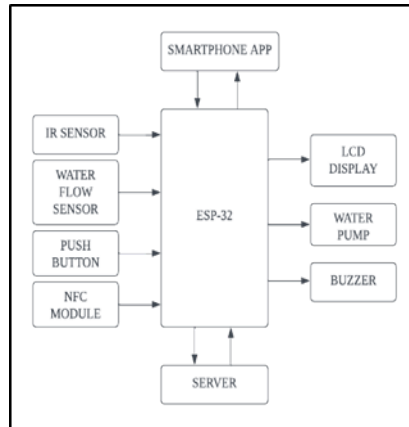 SMARTPHONE APP
IR SENSOR
WATER
FLOW
SENSOR
PUSH
BUTTON
NFC
MODULE
ESP-32
LCD
DISPLAY
WATER
PUMP
BUZZER
SERVER